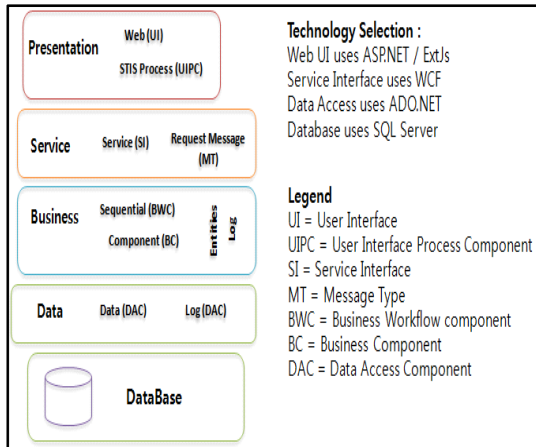 Presentation
Web (UI)
STIS Process (UIPC)
Service
Service (SI)
Request Message
(MT)
Business
Sequential (BWC)
Component (BC)
Entities
Log
Data
Data (DAC)
Log (DAC)
DataBase
Technology Selection :
Web UI uses ASP.NET / ExtJs
Service Interface uses WCF
Data Access uses ADO.NET
Database uses SQL Server
Legend
UI = User Interface
UIPC = User Interface Process Component
SI = Service Interface
MT = Message Type
BWC = Business Workflow component
BC = Business Component
DAC = Data Access Component